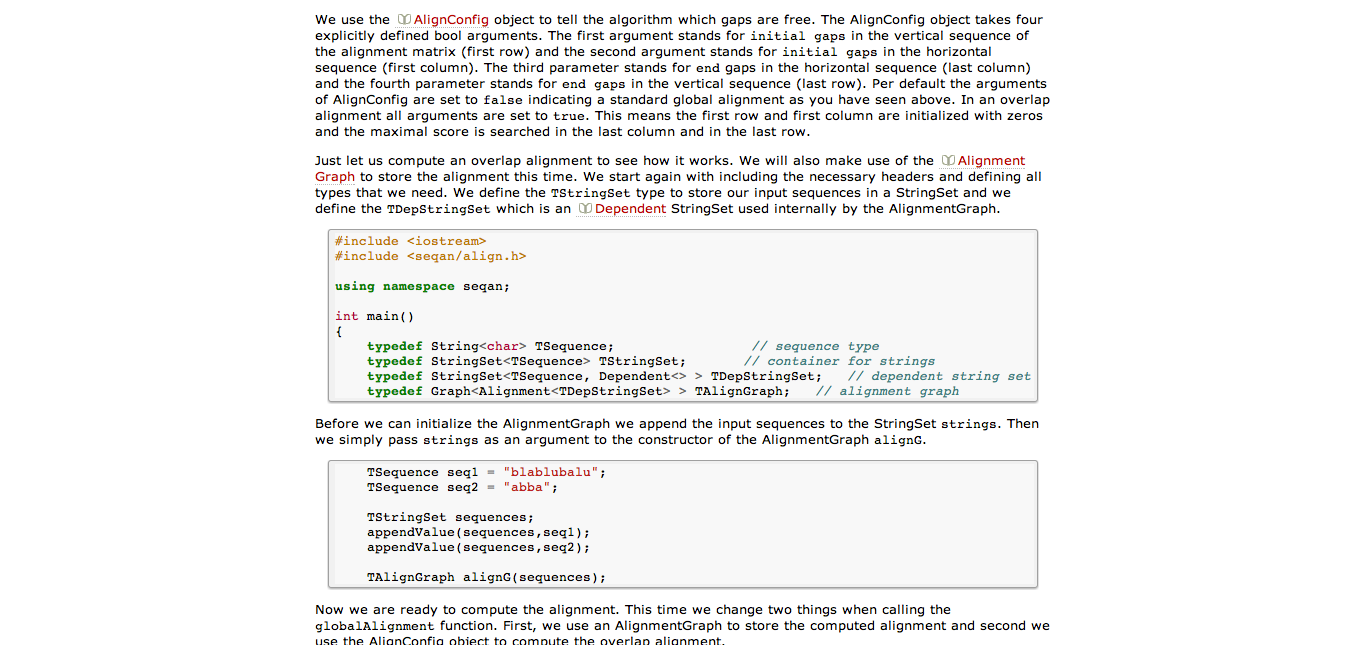 We use the AlignConfig object to tell the algorithm which gaps are free. The AlignConfig object takes four
explicitly defined bool arguments. The first argument stands for initial gaps in the vertical sequence of
the alignment matrix (first row) and the second argument stands for initial gaps in the horizontal
sequence (first column). The third parameter stands for end gaps in the horizontal sequence (last column)
and the fourth parameter stands for end gaps in the vertical sequence (last row). Per default the arguments
of AlignConfig are set to false indicating a standard global alignment as you have seen above. In an overlap
alignment all arguments are set to true. This means the first row and first column are initialized with zeros
and the maximal score is searched in the last column and in the last row.
Just let us compute an overlap alignment to see how it works. We will also make use of the Alignment
Graph to store the alignment this time. We start again with including the necessary headers and defining all
types that we need. We define the TStringSet type to store our input sequences in a StringSet and we
define the TDepStringSet which is an Dependent StringSet used internally by the AlignmentGraph.
#include <iostream>
#include <seqan/align.h>
using namespace seqan;
int main()
{
typedef String<char> TSequence; // sequence type
typedef StringSet<TSequence> TStringSet; // container for strings
typedef StringSet<TSequence, Dependent<> > TDepStringSet; // dependent string set
typedef Graph<Alignment<TDepStringSet> > TAlignGraph; // alignment graph
Before we can initialize the AlignmentGraph we append the input sequences to the StringSet strings. Then
we simply pass strings as an argument to the constructor of the AlignmentGraph alignG.
TSequence seq1 = "blablubalu";
TSequence seq2 = "abba";
TStringSet sequences;
appendValue(sequences,seq1);
appendValue(sequences,seq2);
TAlignGraph alignG(sequences);
Now we are ready to compute the alignment. This time we change two things when calling the
globalAlignment function. First, we use an AlignmentGraph to store the computed alignment and second we
use the AlignConfig object to compute the overlap alignment.